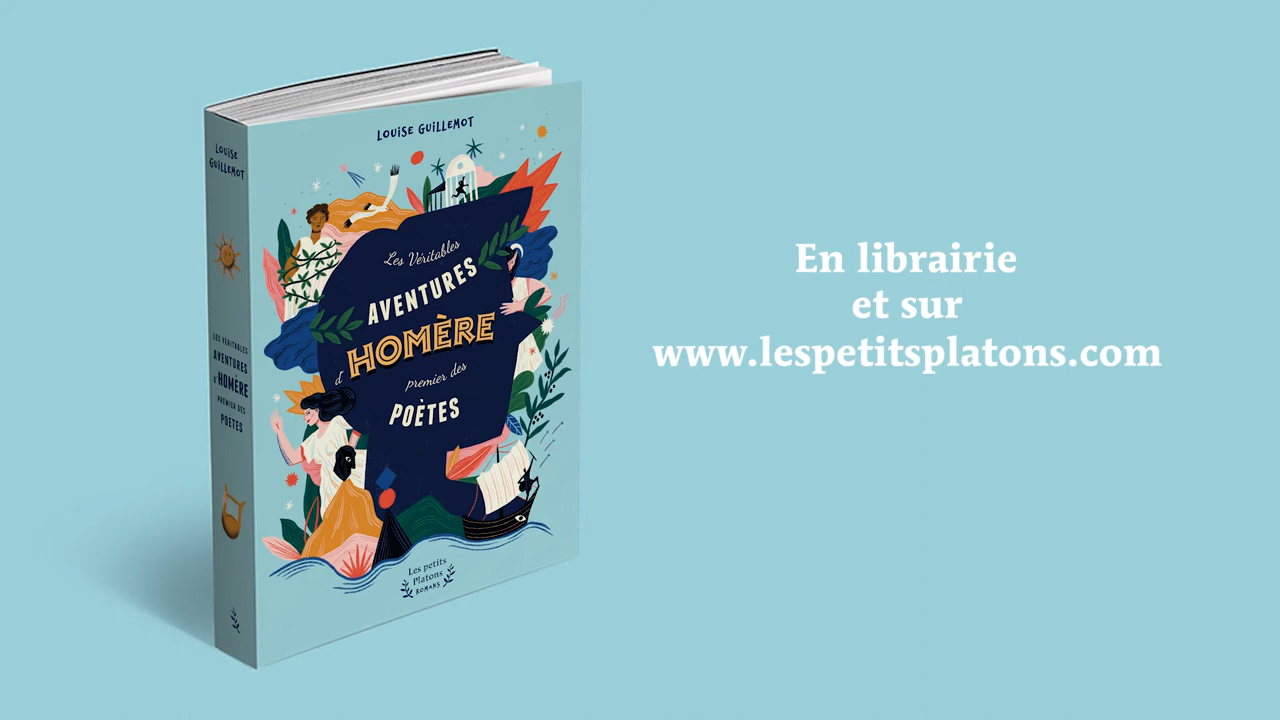 LOUISE
GUILLEMOT
LES VÉRITABLES
AVENTURES
d'HOMÈRE
PREMIER DES
POÈTES
LOUISE GUILLEMOT
Les Véritables
AVENTURES
d'HOMÈRE
premier des
POÈTES
Les petits
Platons
ROMANS
En librairie
et sur
www.lespetitsplatons.com